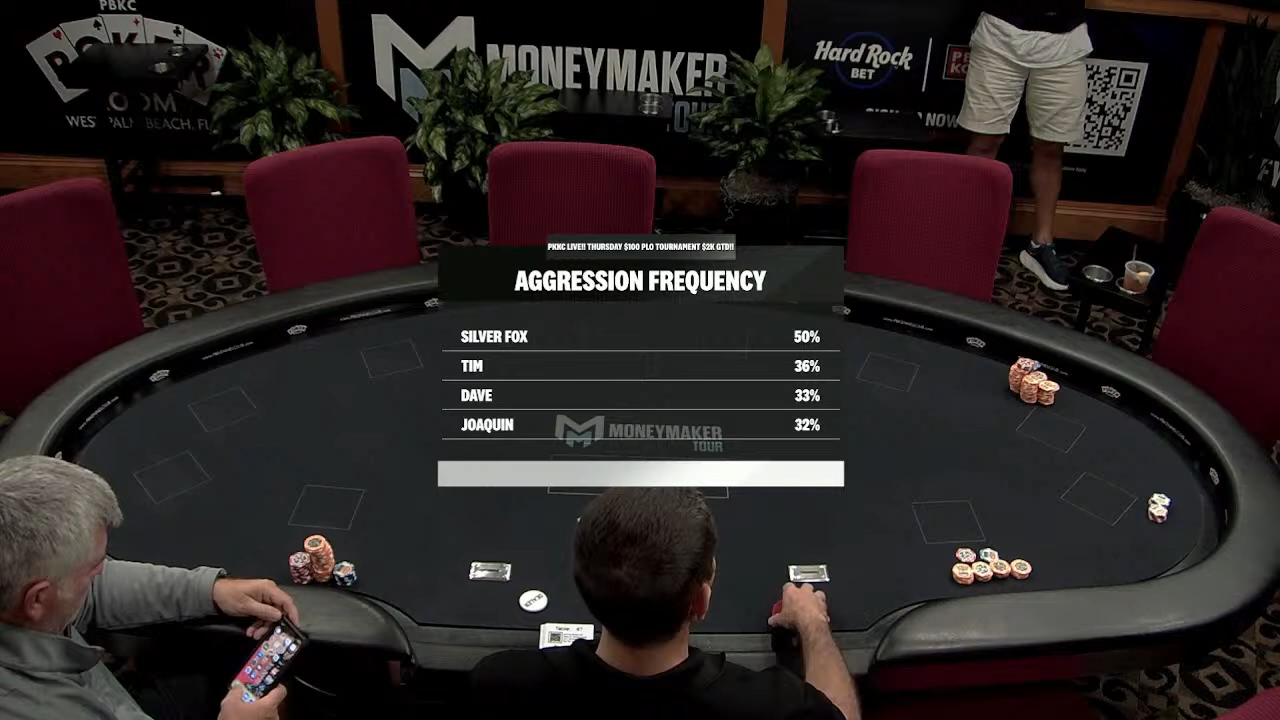 PBKC
POKER
WEST PALM BEACH, FL
MONEYMAKER
TOUR
Hard Rock
BET
PKKC LIVE!! THURSDAY $100 PLO TOURNAMENT $2K GTD!!
AGGRESSION FREQUENCY
SILVER FOX 50%
TIM 36%
DAVE 33%
JOAQUIN 32%
MONEYMAKER
TOUR
DEALER